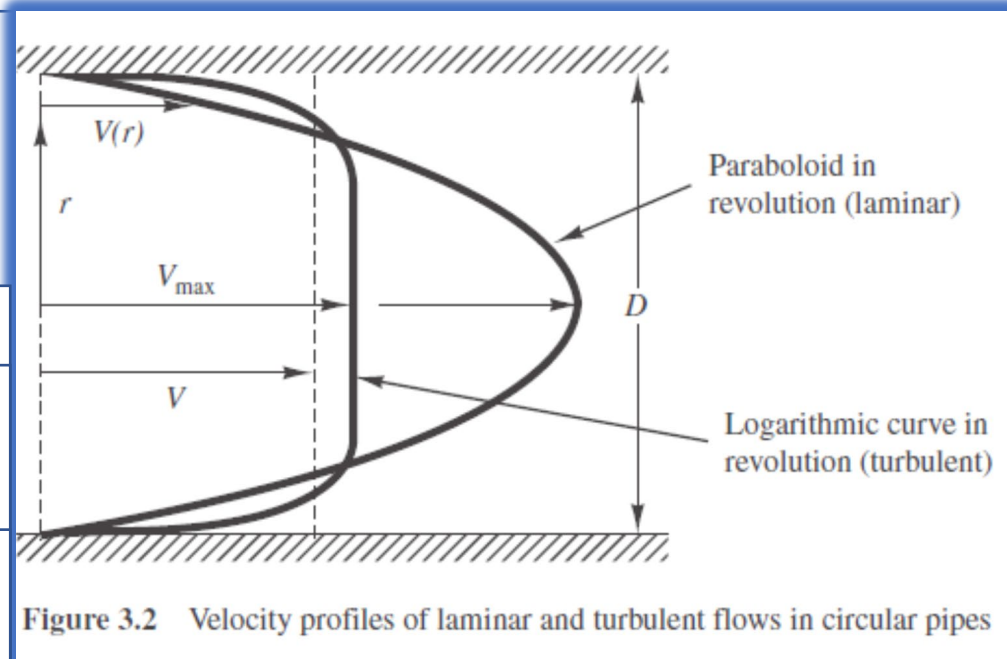 V(r)
Paraboloid in
revolution (laminar)
r
Vmax
D
V
Logarithmic curve in
revolution (turbulent)
Figure 3.2 Velocity profiles of laminar and turbulent flows in circular pipes